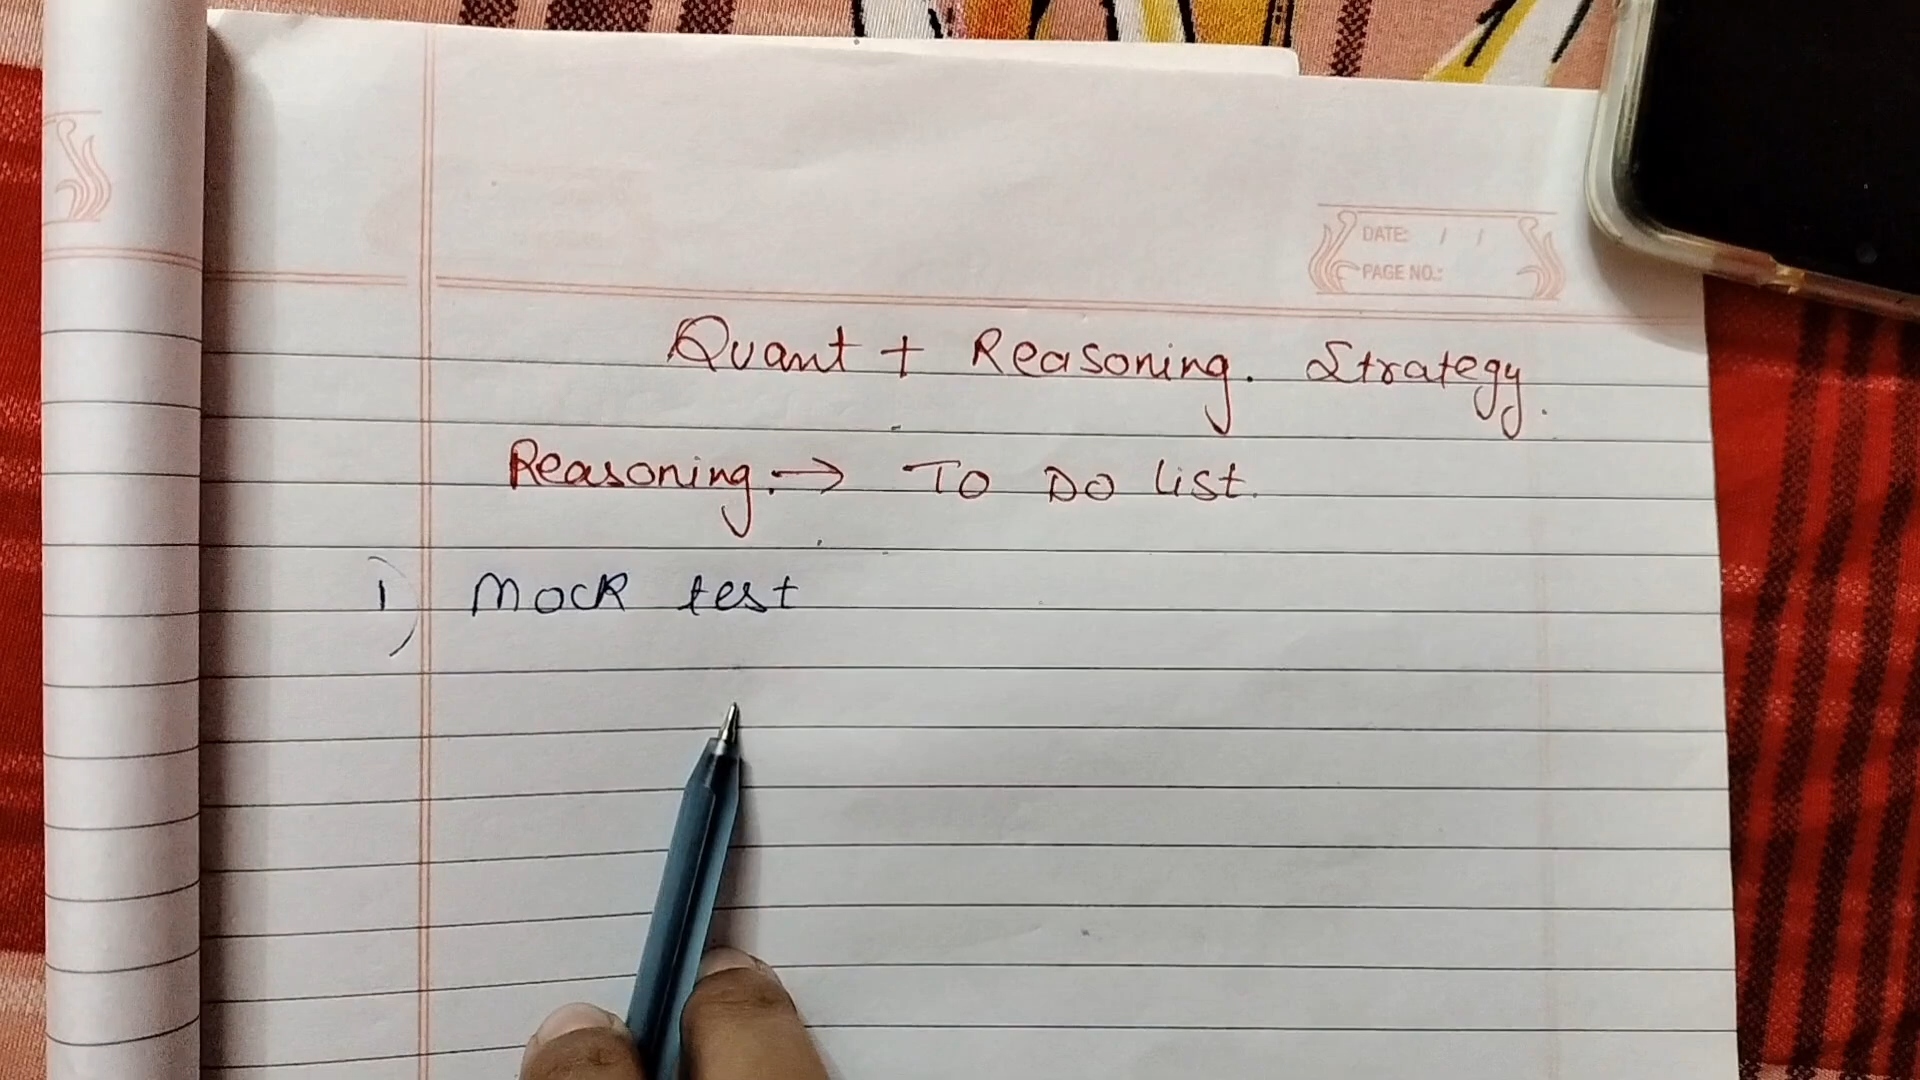 DATE: / /
PAGE NO.:
Quant + Reasoning. Strategy.
Reasoning. → To Do list.
1) Mock test